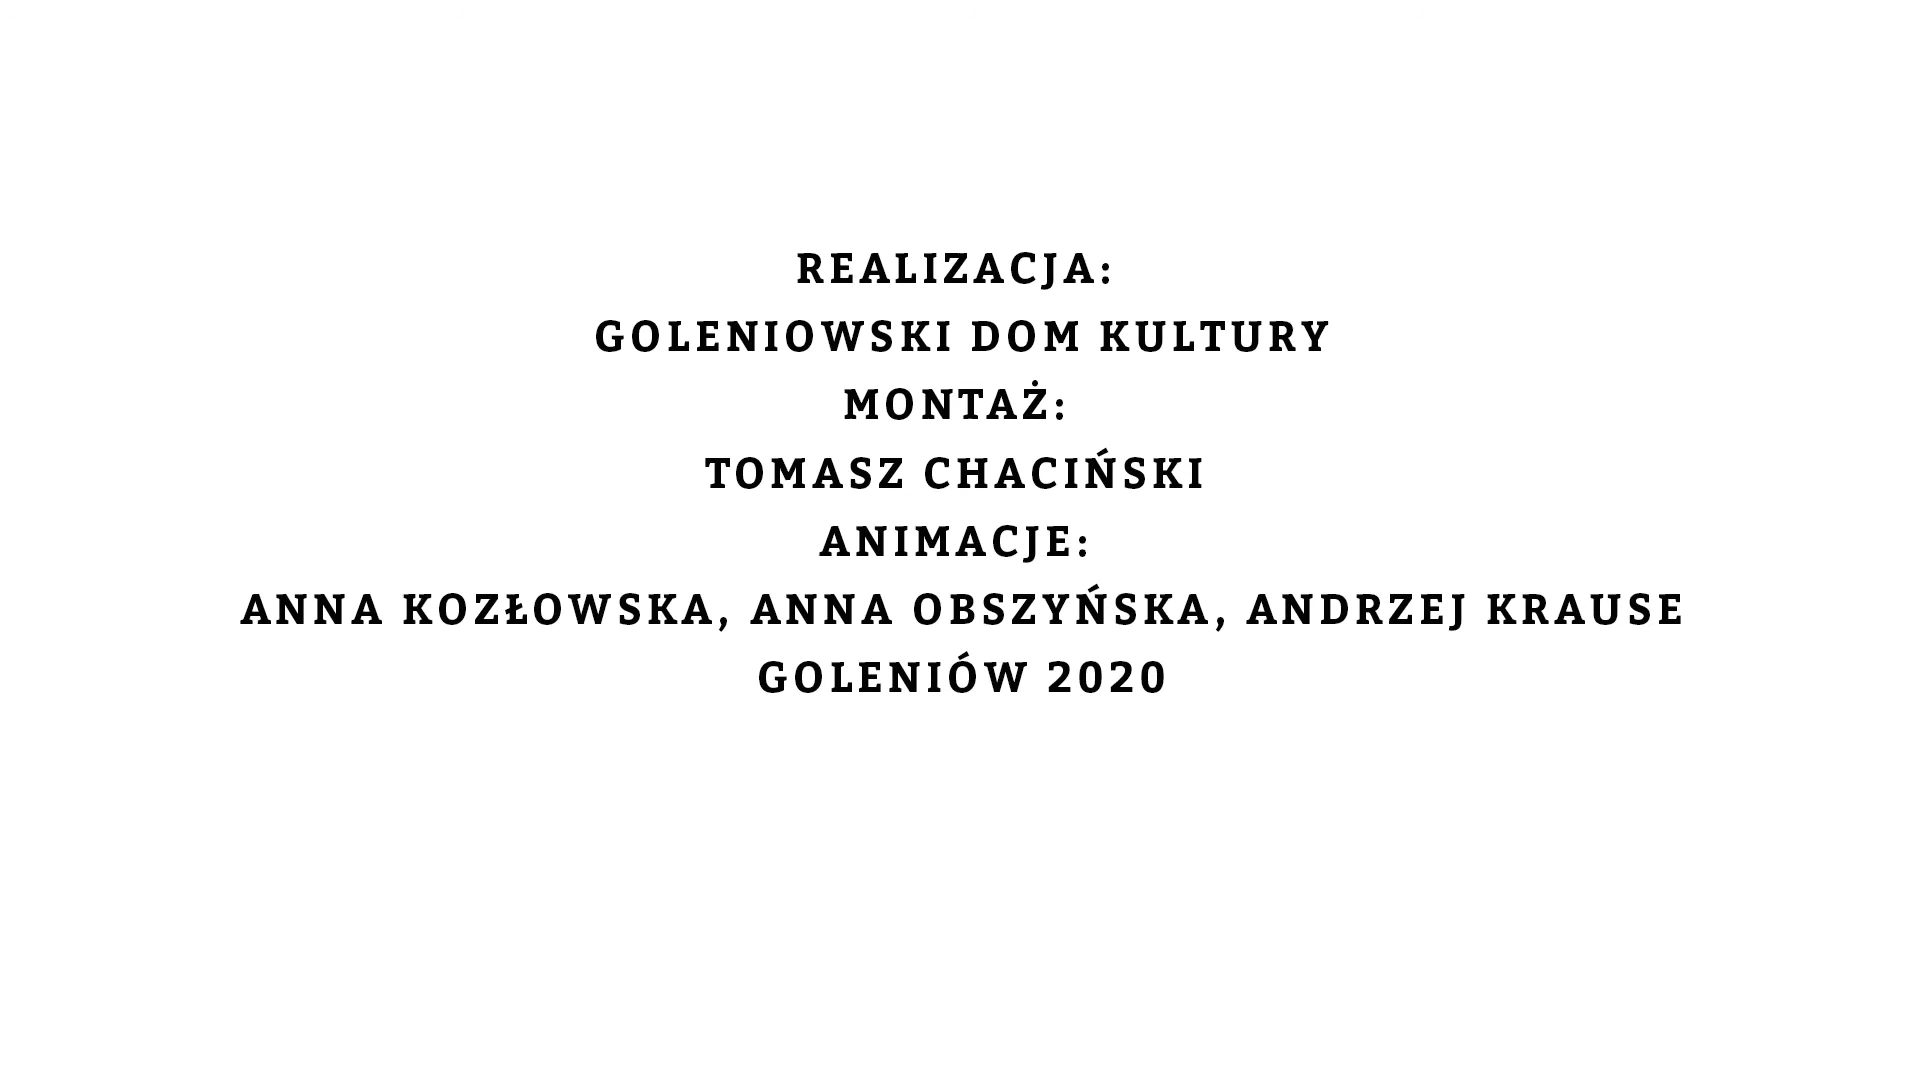 REALIZACJA:
GOLENIOWSKI DOM KULTURY
MONTAŻ:
TOMASZ CHACIŃSKI
ANIMACJE:
ANNA KOZŁOWSKA, ANNA OBSZYŃSKA, ANDRZEJ KRAUSE
GOLENIÓW 2020